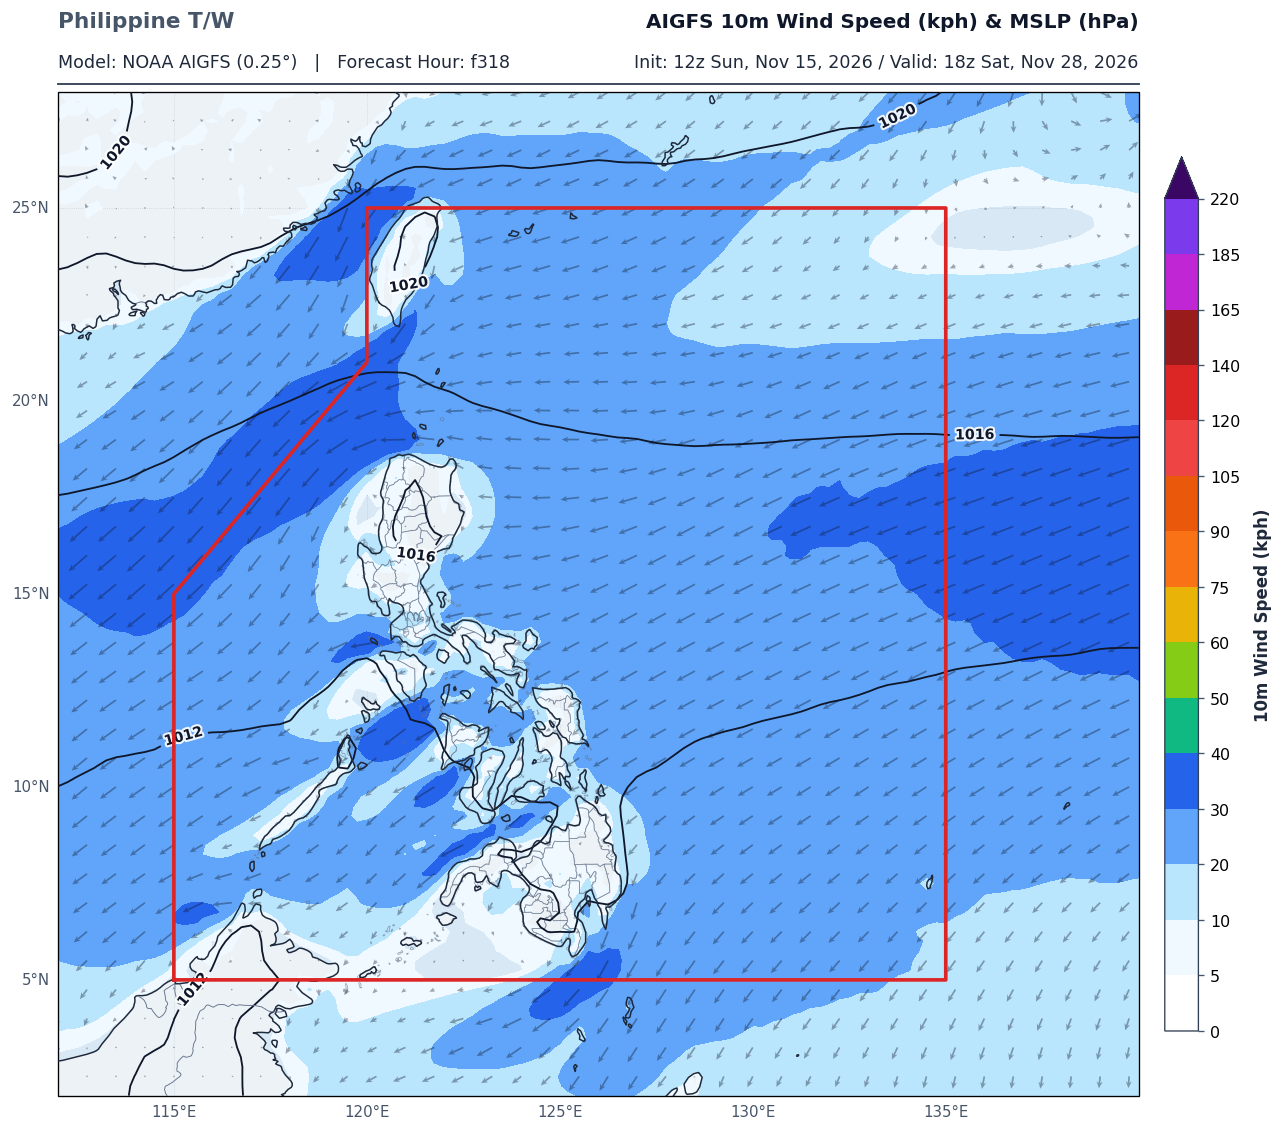 Philippine T/W
AIGFS 10m Wind Speed (kph) & MSLP (hPa)
Model: NOAA AIGFS (0.25°) | Forecast Hour: f318
Init: 12z Sun, Nov 15, 2026 / Valid: 18z Sat, Nov 28, 2026
1020
1020
1020
1016
1016
1012
1012
25°N
20°N
15°N
10°N
5°N
115°E
120°E
125°E
130°E
135°E
220
185
165
140
120
105
90
75
60
50
40
30
20
10
5
0
10m Wind Speed (kph)